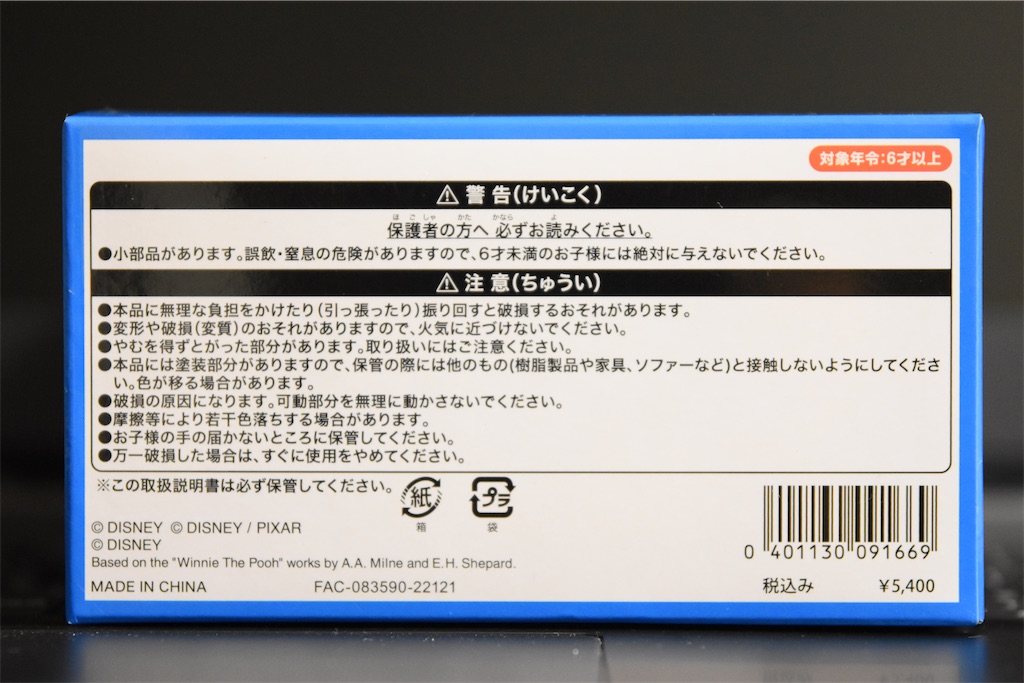 対象年令:6才以上
⚠ 警 告(けいこく)
保護者の方へ 必ずお読みください。
●小部品があります。誤飲・窒息の危険がありますので、6才未満のお子様には絶対に与えないでください。
⚠ 注 意(ちゅうい)
●本品に無理な負担をかけたり(引っ張ったり)振り回すと破損するおそれがあります。
●変形や破損(変質)のおそれがありますので、火気に近づけないでください。
●やむを得ずとがった部分があります。取り扱いにはご注意ください。
●本品には塗装部分がありますので、保管の際には他のもの(樹脂製品や家具、ソファーなど)と接触しないようにしてくださ
い。色が移る場合があります。
●破損の原因になります。可動部分を無理に動かさないでください。
●摩擦等により若干色落ちする場合があります。
●お子様の手の届かないところに保管してください。
●万一破損した場合は、すぐに使用をやめてください。
※この取扱説明書は必ず保管してください。
紙
箱
プラ
袋
© DISNEY © DISNEY / PIXAR
© DISNEY
Based on the "Winnie The Pooh" works by A.A. Milne and E.H. Shepard.
MADE IN CHINA FAC-083590-22121
0 401130 091669
税込み ¥5,400